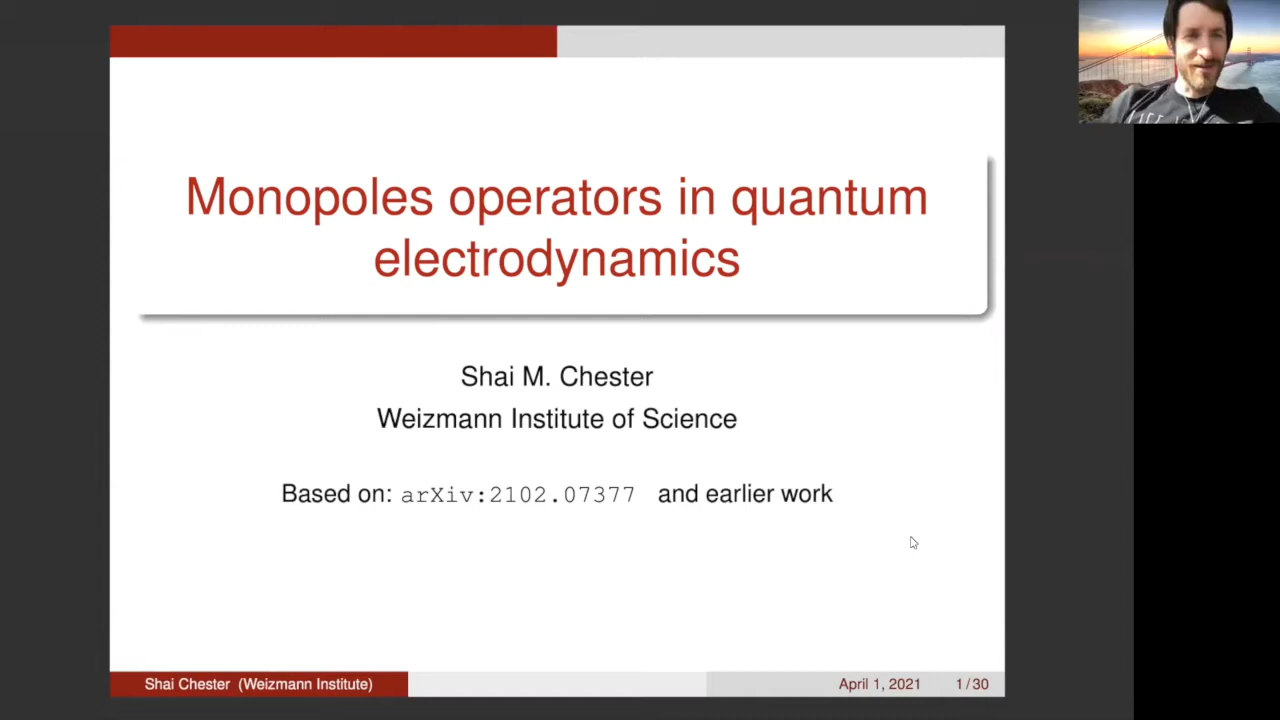 Monopoles operators in quantum
electrodynamics
Shai M. Chester
Weizmann Institute of Science
Based on: arXiv:2102.07377 and earlier work
Shai Chester (Weizmann Institute) April 1, 2021 1 / 30